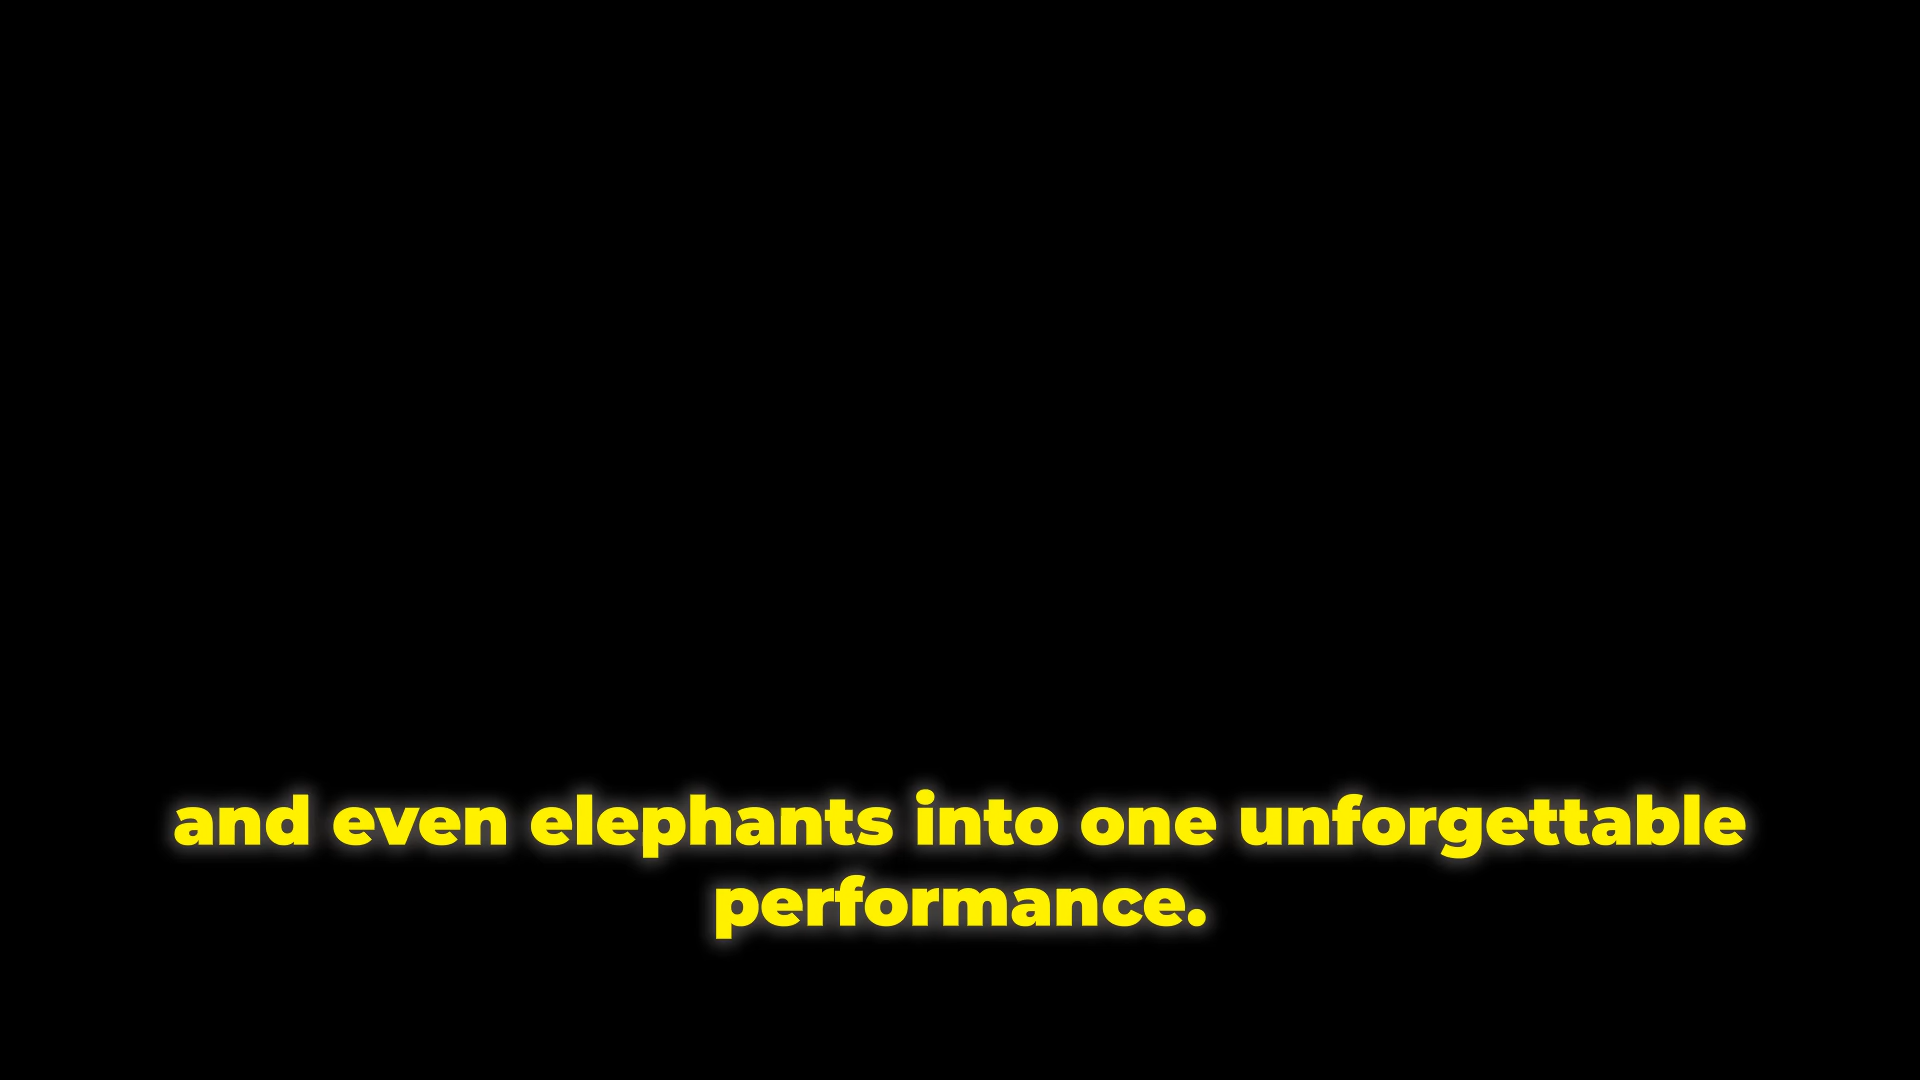 and even elephants into one unforgettable
performance.